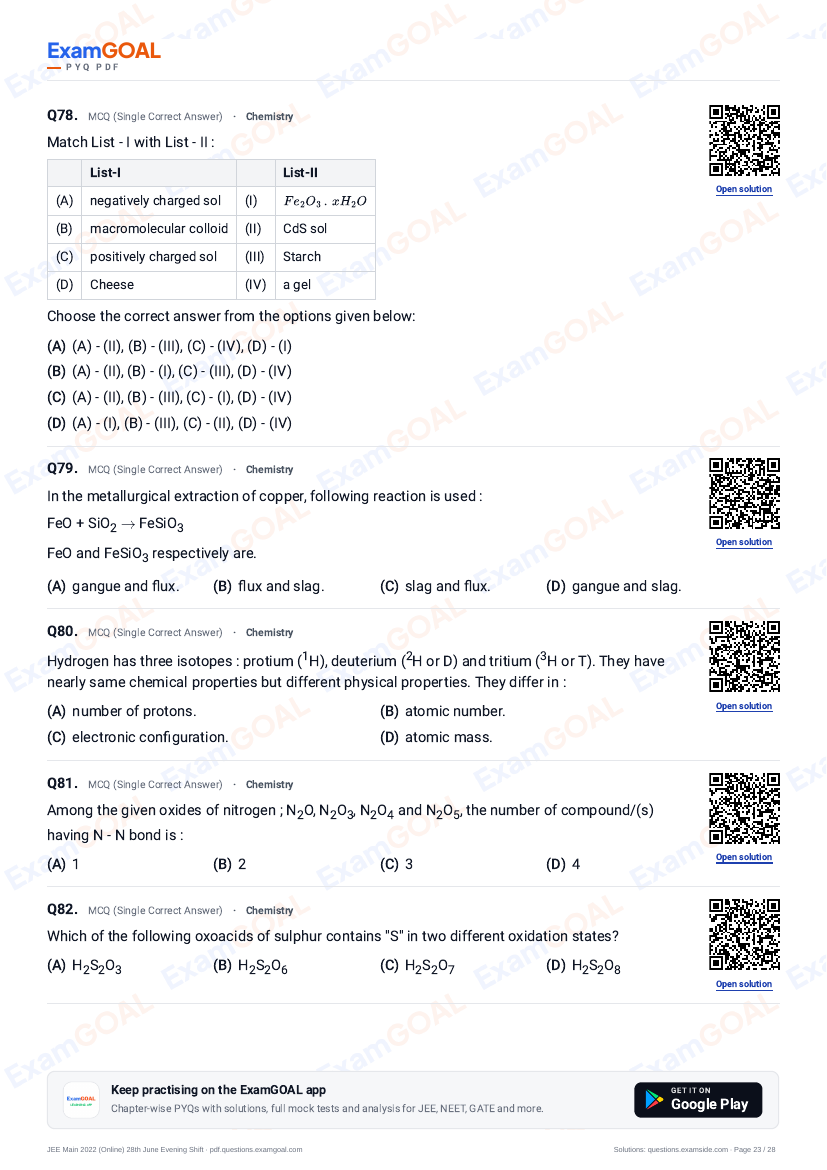 ExamGOAL
PYQ PDF
Q78. MCQ (Single Correct Answer) · Chemistry
Match List - I with List - II :
List-I List-II
(A) negatively charged sol (I) Fe₂O₃ . xH₂O
(B) macromolecular colloid (II) CdS sol
(C) positively charged sol (III) Starch
(D) Cheese (IV) a gel
Choose the correct answer from the options given below:
(A) (A) - (II), (B) - (III), (C) - (IV), (D) - (I)
(B) (A) - (II), (B) - (I), (C) - (III), (D) - (IV)
(C) (A) - (II), (B) - (III), (C) - (I), (D) - (IV)
(D) (A) - (I), (B) - (III), (C) - (II), (D) - (IV)
Open solution
Q79. MCQ (Single Correct Answer) · Chemistry
In the metallurgical extraction of copper, following reaction is used :
FeO + SiO₂ → FeSiO₃
FeO and FeSiO₃ respectively are.
(A) gangue and flux. (B) flux and slag. (C) slag and flux. (D) gangue and slag.
Open solution
Q80. MCQ (Single Correct Answer) · Chemistry
Hydrogen has three isotopes : protium (¹H), deuterium (²H or D) and tritium (³H or T). They have
nearly same chemical properties but different physical properties. They differ in :
(A) number of protons. (B) atomic number.
(C) electronic configuration. (D) atomic mass.
Open solution
Q81. MCQ (Single Correct Answer) · Chemistry
Among the given oxides of nitrogen ; N₂O, N₂O₃, N₂O₄ and N₂O₅, the number of compound/(s)
having N - N bond is :
(A) 1 (B) 2 (C) 3 (D) 4
Open solution
Q82. MCQ (Single Correct Answer) · Chemistry
Which of the following oxoacids of sulphur contains "S" in two different oxidation states?
(A) H₂S₂O₃ (B) H₂S₂O₆ (C) H₂S₂O₇ (D) H₂S₂O₈
Open solution
ExamGOAL
Keep practising on the ExamGOAL app
Chapter-wise PYQs with solutions, full mock tests and analysis for JEE, NEET, GATE and more.
GET IT ON
Google Play
JEE Main 2022 (Online) 28th June Evening Shift · pdf.questions.examgoal.com
Solutions: questions.examside.com · Page 23 / 28